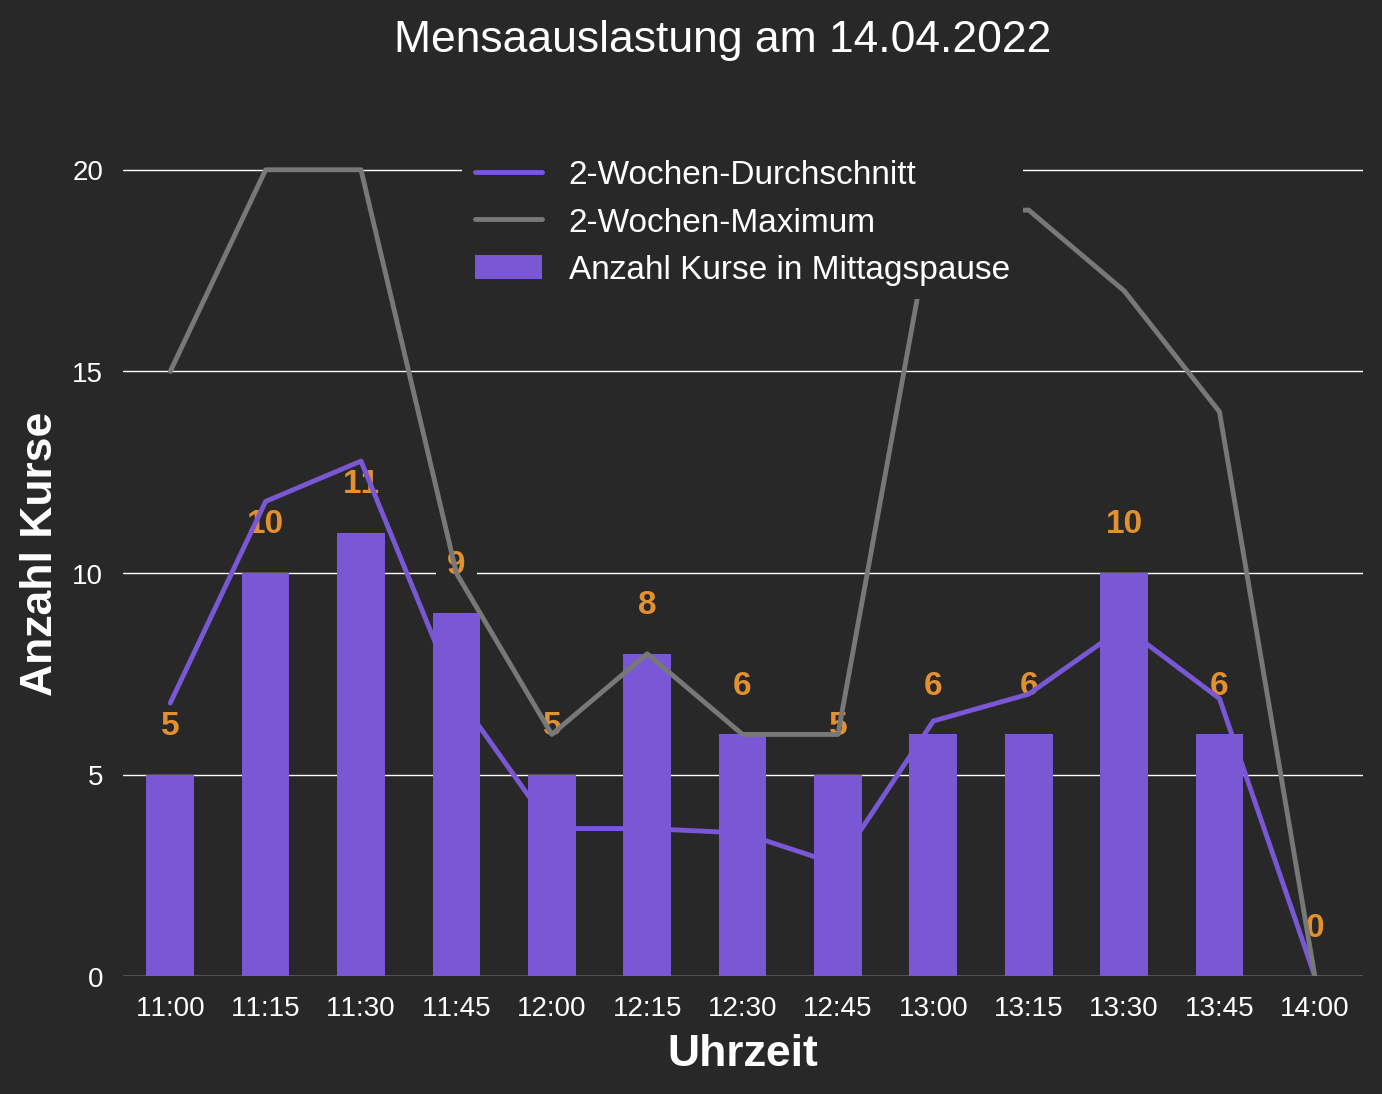 Mensaauslastung am 14.04.2022
2-Wochen-Durchschnitt
2-Wochen-Maximum
Anzahl Kurse in Mittagspause
Anzahl Kurse
20
15
10
5
0
5
10
11
9
5
8
6
5
6
6
10
6
0
11:00 11:15 11:30 11:45 12:00 12:15 12:30 12:45 13:00 13:15 13:30 13:45 14:00
Uhrzeit